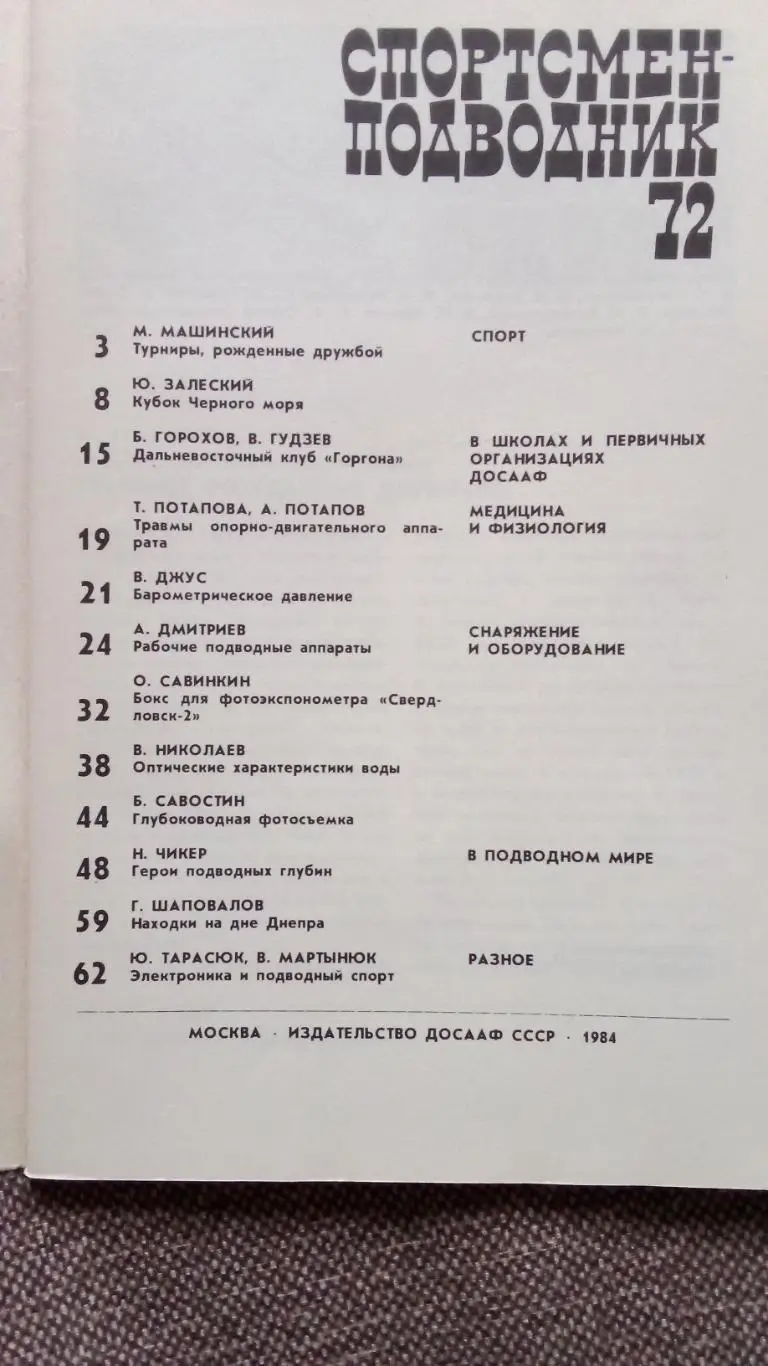 СПОРТСМЕН-
ПОДВОДНИК
72
3
М. МАШИНСКИЙ
Турниры, рожденные дружбой
СПОРТ
8
Ю. ЗАЛЕСКИЙ
Кубок Черного моря
15
Б. ГОРОХОВ, В. ГУДЗЕВ
Дальневосточный клуб «Горгона»
В ШКОЛАХ И ПЕРВИЧНЫХ
ОРГАНИЗАЦИЯХ
ДОСААФ
19
Т. ПОТАПОВА, А. ПОТАПОВ
Травмы опорно-двигательного аппа-
рата
МЕДИЦИНА
И ФИЗИОЛОГИЯ
21
В. ДЖУС
Барометрическое давление
24
А. ДМИТРИЕВ
Рабочие подводные аппараты
СНАРЯЖЕНИЕ
И ОБОРУДОВАНИЕ
32
О. САВИНКИН
Бокс для фотоэкспонометра «Сверд-
ловск-2»
38
В. НИКОЛАЕВ
Оптические характеристики воды
44
Б. САВОСТИН
Глубоководная фотосъемка
48
Н. ЧИКЕР
Герои подводных глубин
В ПОДВОДНОМ МИРЕ
59
Г. ШАПОВАЛОВ
Находки на дне Днепра
62
Ю. ТАРАСЮК, В. МАРТЫНЮК
Электроника и подводный спорт
РАЗНОЕ
МОСКВА · ИЗДАТЕЛЬСТВО ДОСААФ СССР · 1984